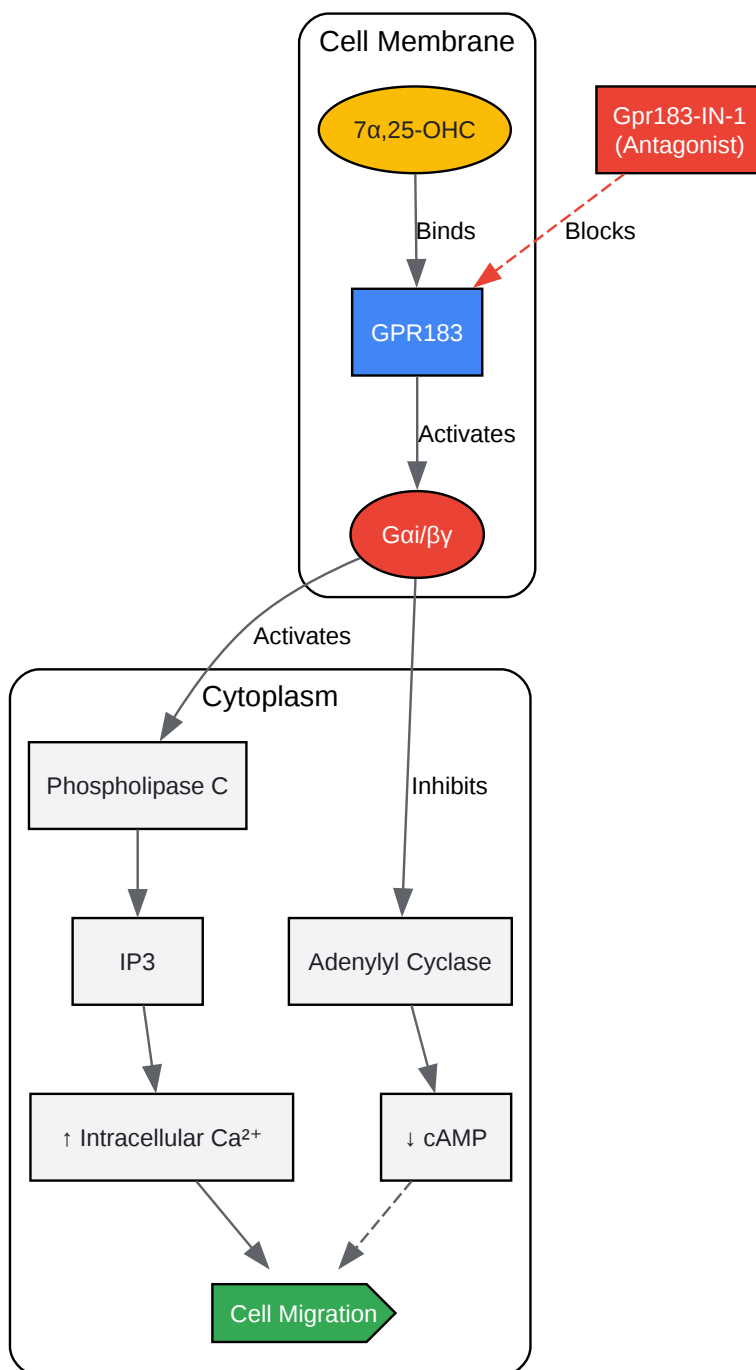 Cell Membrane
7α,25-OHC
Gpr183-IN-1
(Antagonist)
Binds
Blocks
GPR183
Activates
Gαi/βγ
Activates
Cytoplasm
Phospholipase C
Inhibits
IP3
Adenylyl Cyclase
↑ Intracellular Ca²⁺
↓ cAMP
Cell Migration